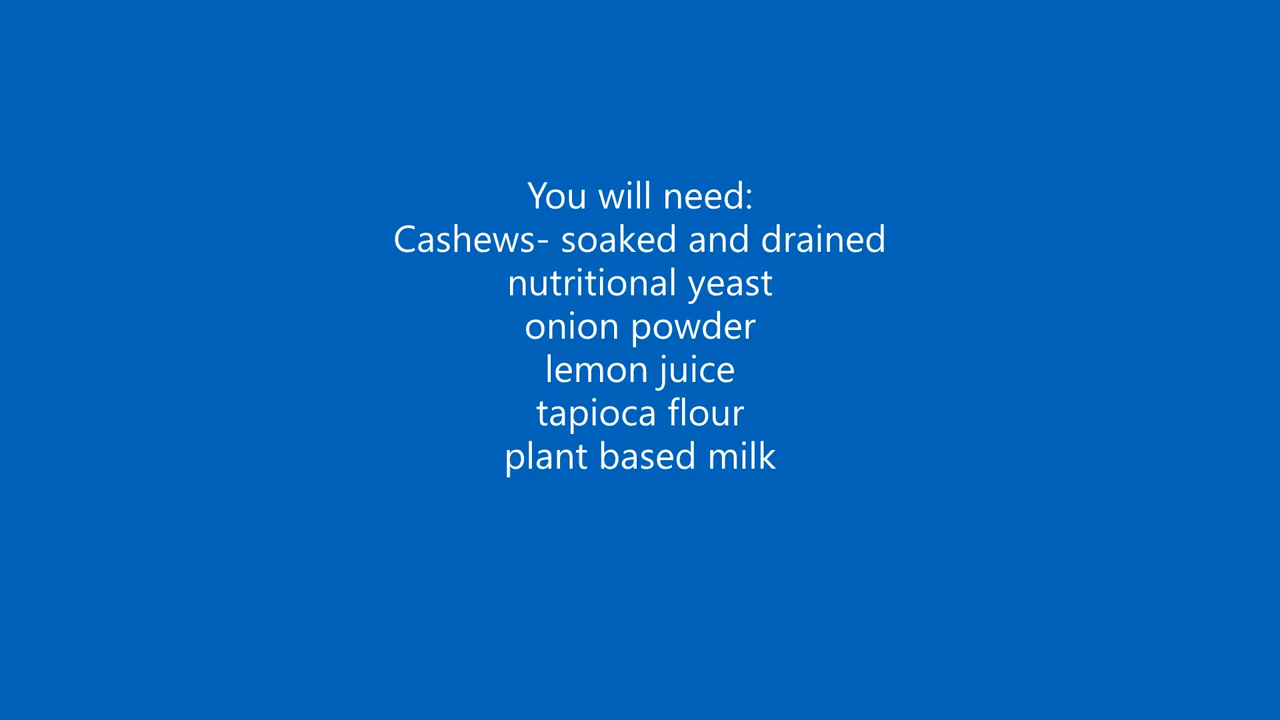 You will need:
Cashews- soaked and drained
nutritional yeast
onion powder
lemon juice
tapioca flour
plant based milk